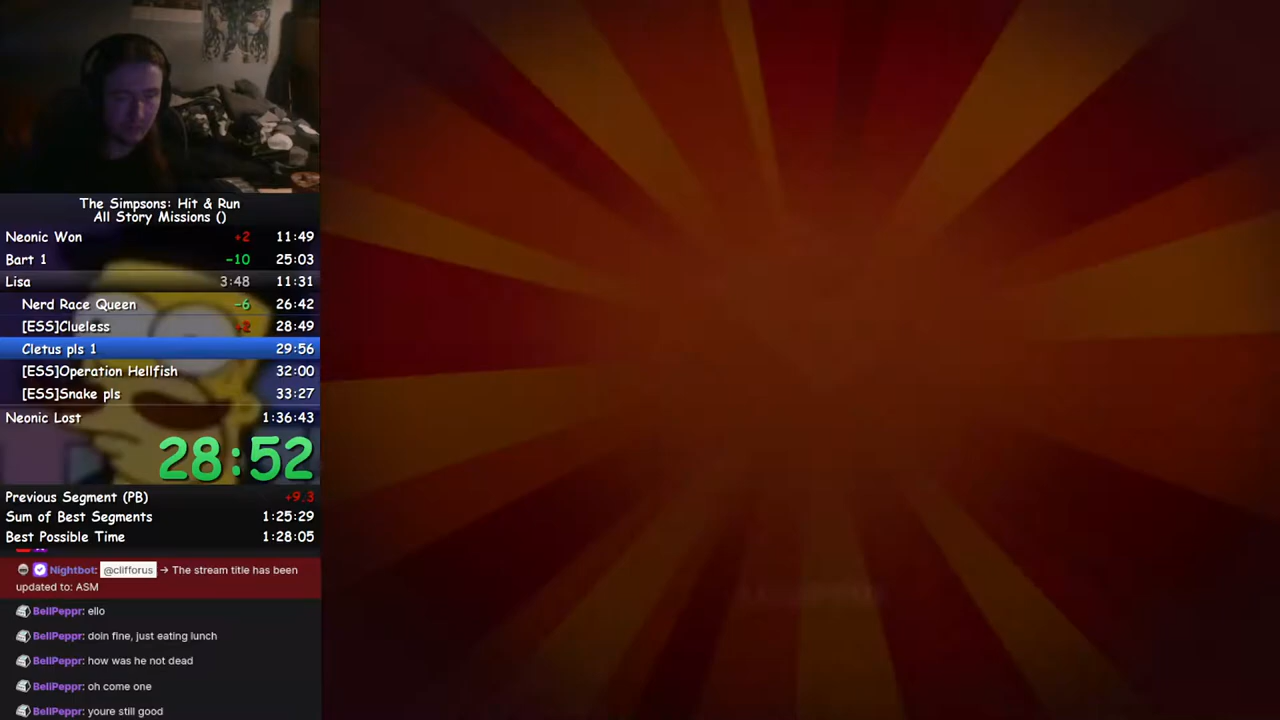 The Simpsons: Hit & Run
All Story Missions ()
Neonic Won +2 11:49
Bart 1 -10 25:03
Lisa 3:48 11:31
Nerd Race Queen -6 26:42
[ESS]Clueless +2 28:49
Cletus pls 1 29:56
[ESS]Operation Hellfish 32:00
[ESS]Snake pls 33:27
Neonic Lost 1:36:43
28:52
Previous Segment (PB) +9.3
Sum of Best Segments 1:25:29
Best Possible Time 1:28:05
Nightbot: @clifforus → The stream title has been
updated to: ASM
BellPeppr: ello
BellPeppr: doin fine, just eating lunch
BellPeppr: how was he not dead
BellPeppr: oh come one
BellPeppr: youre still good